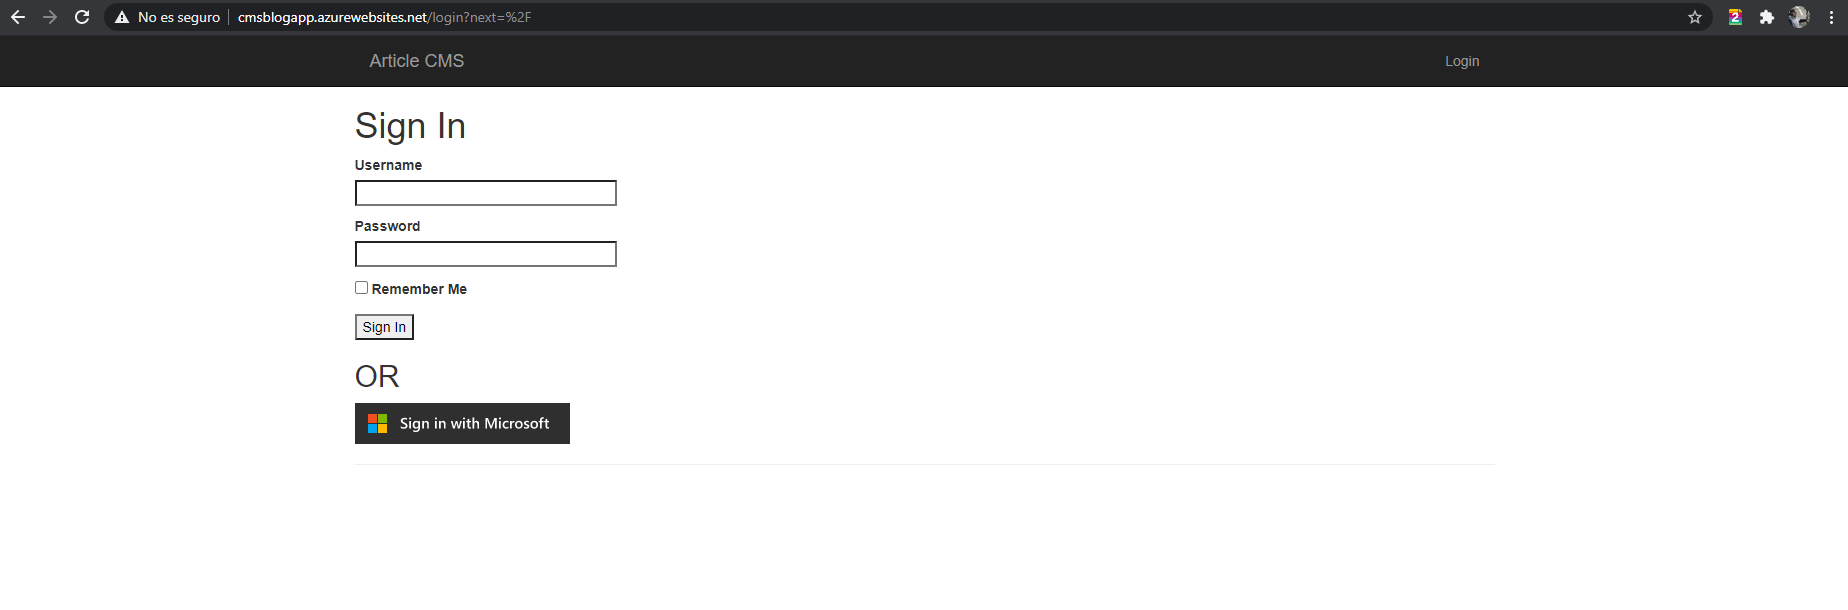 No es seguro cmsblogapp.azurewebsites.net/login?next=%2F
2
Article CMS Login
Sign In
Username
Password
Remember Me
Sign In
OR
Sign in with Microsoft